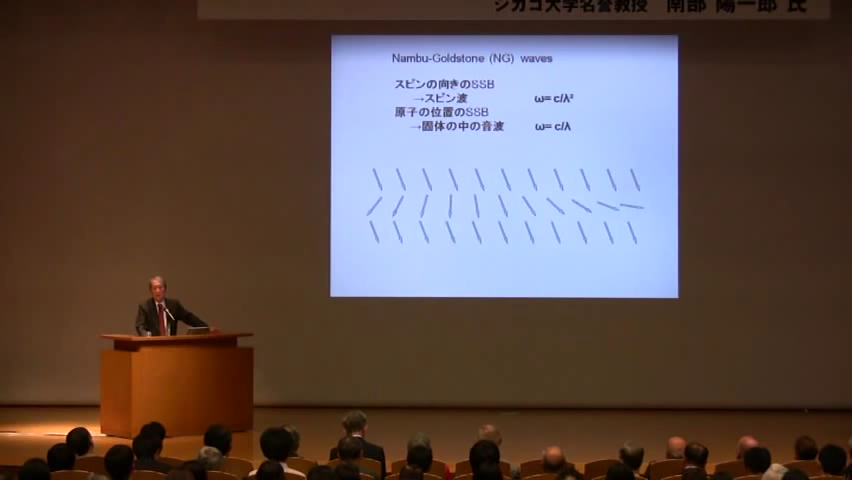 シカゴ大学名誉教授 南部 陽一郎 氏
Nambu-Goldstone (NG) waves
スピンの向きのSSB
→スピン波 ω= c/λ²
原子の位置のSSB
→固体の中の音波 ω= c/λ